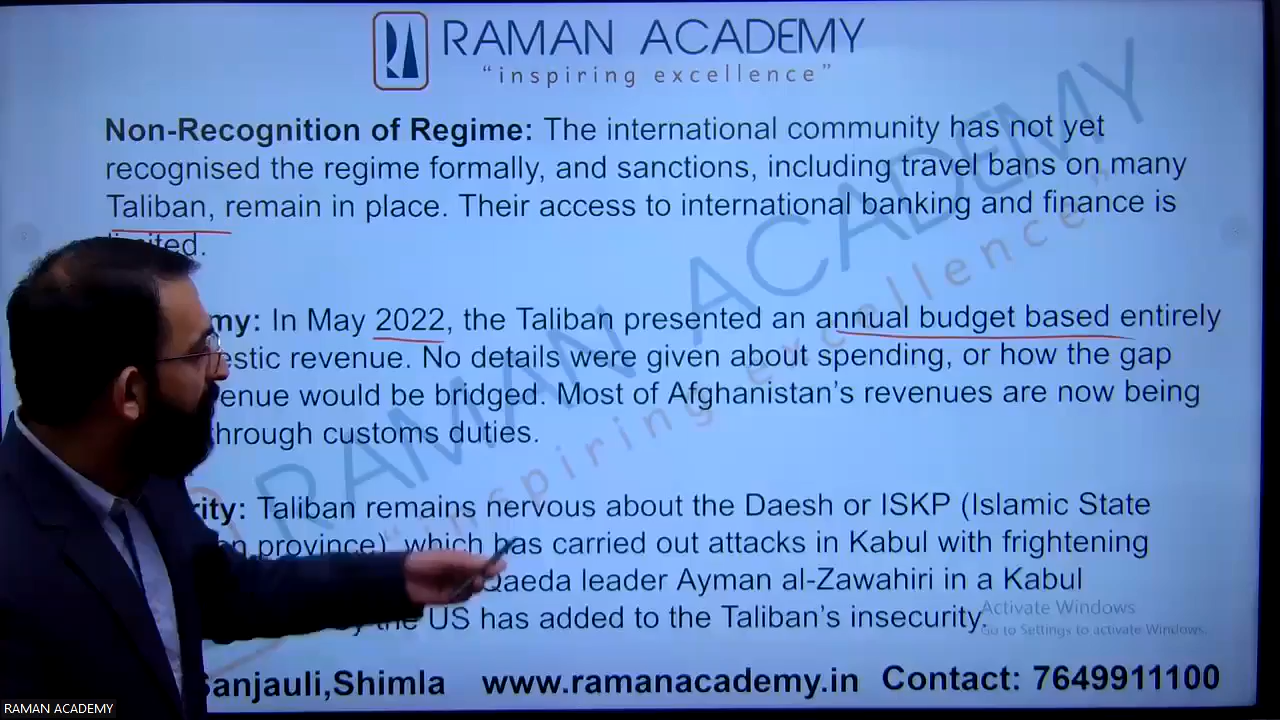 RAMAN ACADEMY
"inspiring excellence"
Non-Recognition of Regime: The international community has not yet
recognised the regime formally, and sanctions, including travel bans on many
Taliban, remain in place. Their access to international banking and finance is
limited.
my: In May 2022, the Taliban presented an annual budget based entirely
estic revenue. No details were given about spending, or how the gap
enue would be bridged. Most of Afghanistan's revenues are now being
through customs duties.
rity: Taliban remains nervous about the Daesh or ISKP (Islamic State
province), which has carried out attacks in Kabul with frightening
Qaeda leader Ayman al-Zawahiri in a Kabul
by the US has added to the Taliban's insecurity.
Activate Windows
Go to Settings to activate Windows.
Sanjauli,Shimla www.ramanacademy.in Contact: 7649911100
RAMAN ACADEMY
"inspiring excellence"
RAMAN ACADEMY